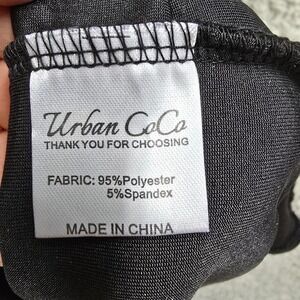 Urban CoCo
THANK YOU FOR CHOOSING
FABRIC: 95%Polyester
5%Spandex
MADE IN CHINA